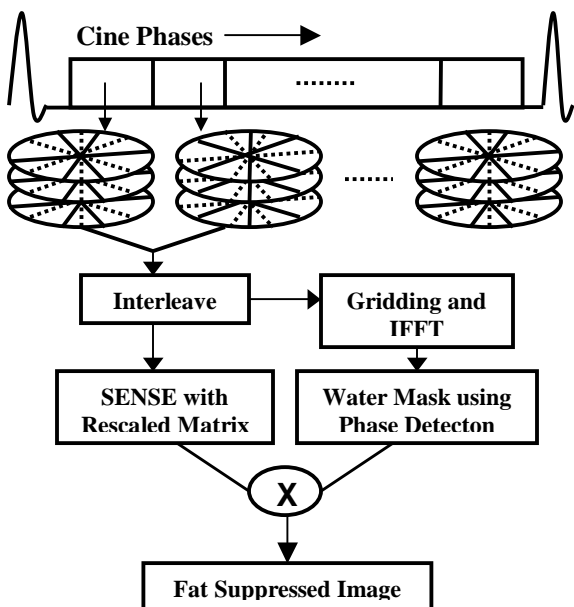 Cine Phases
Interleave
Gridding and
IFFT
SENSE with
Rescaled Matrix
Water Mask using
Phase Detecton
X
Fat Suppressed Image